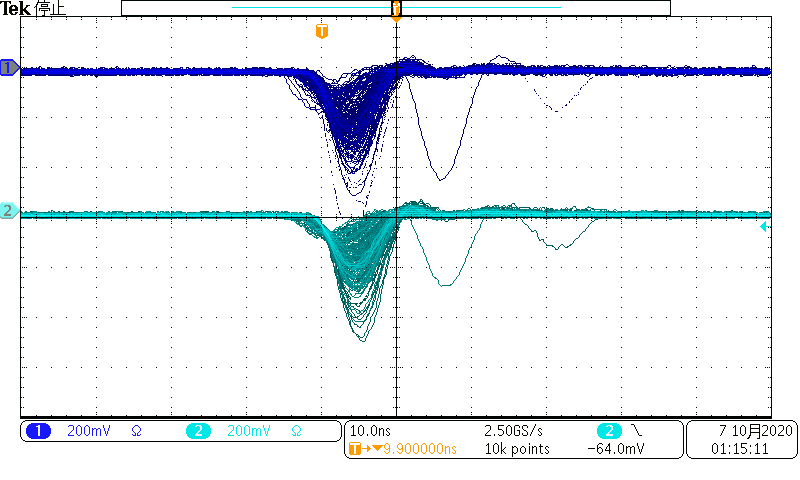 Tek 停止
T
1
2
1 200mV Ω 2 200mV Ω
10.0ns 2.50GS/s 2
T→▼9.900000ns 10k points −64.0mV
7 10月2020
01:15:11